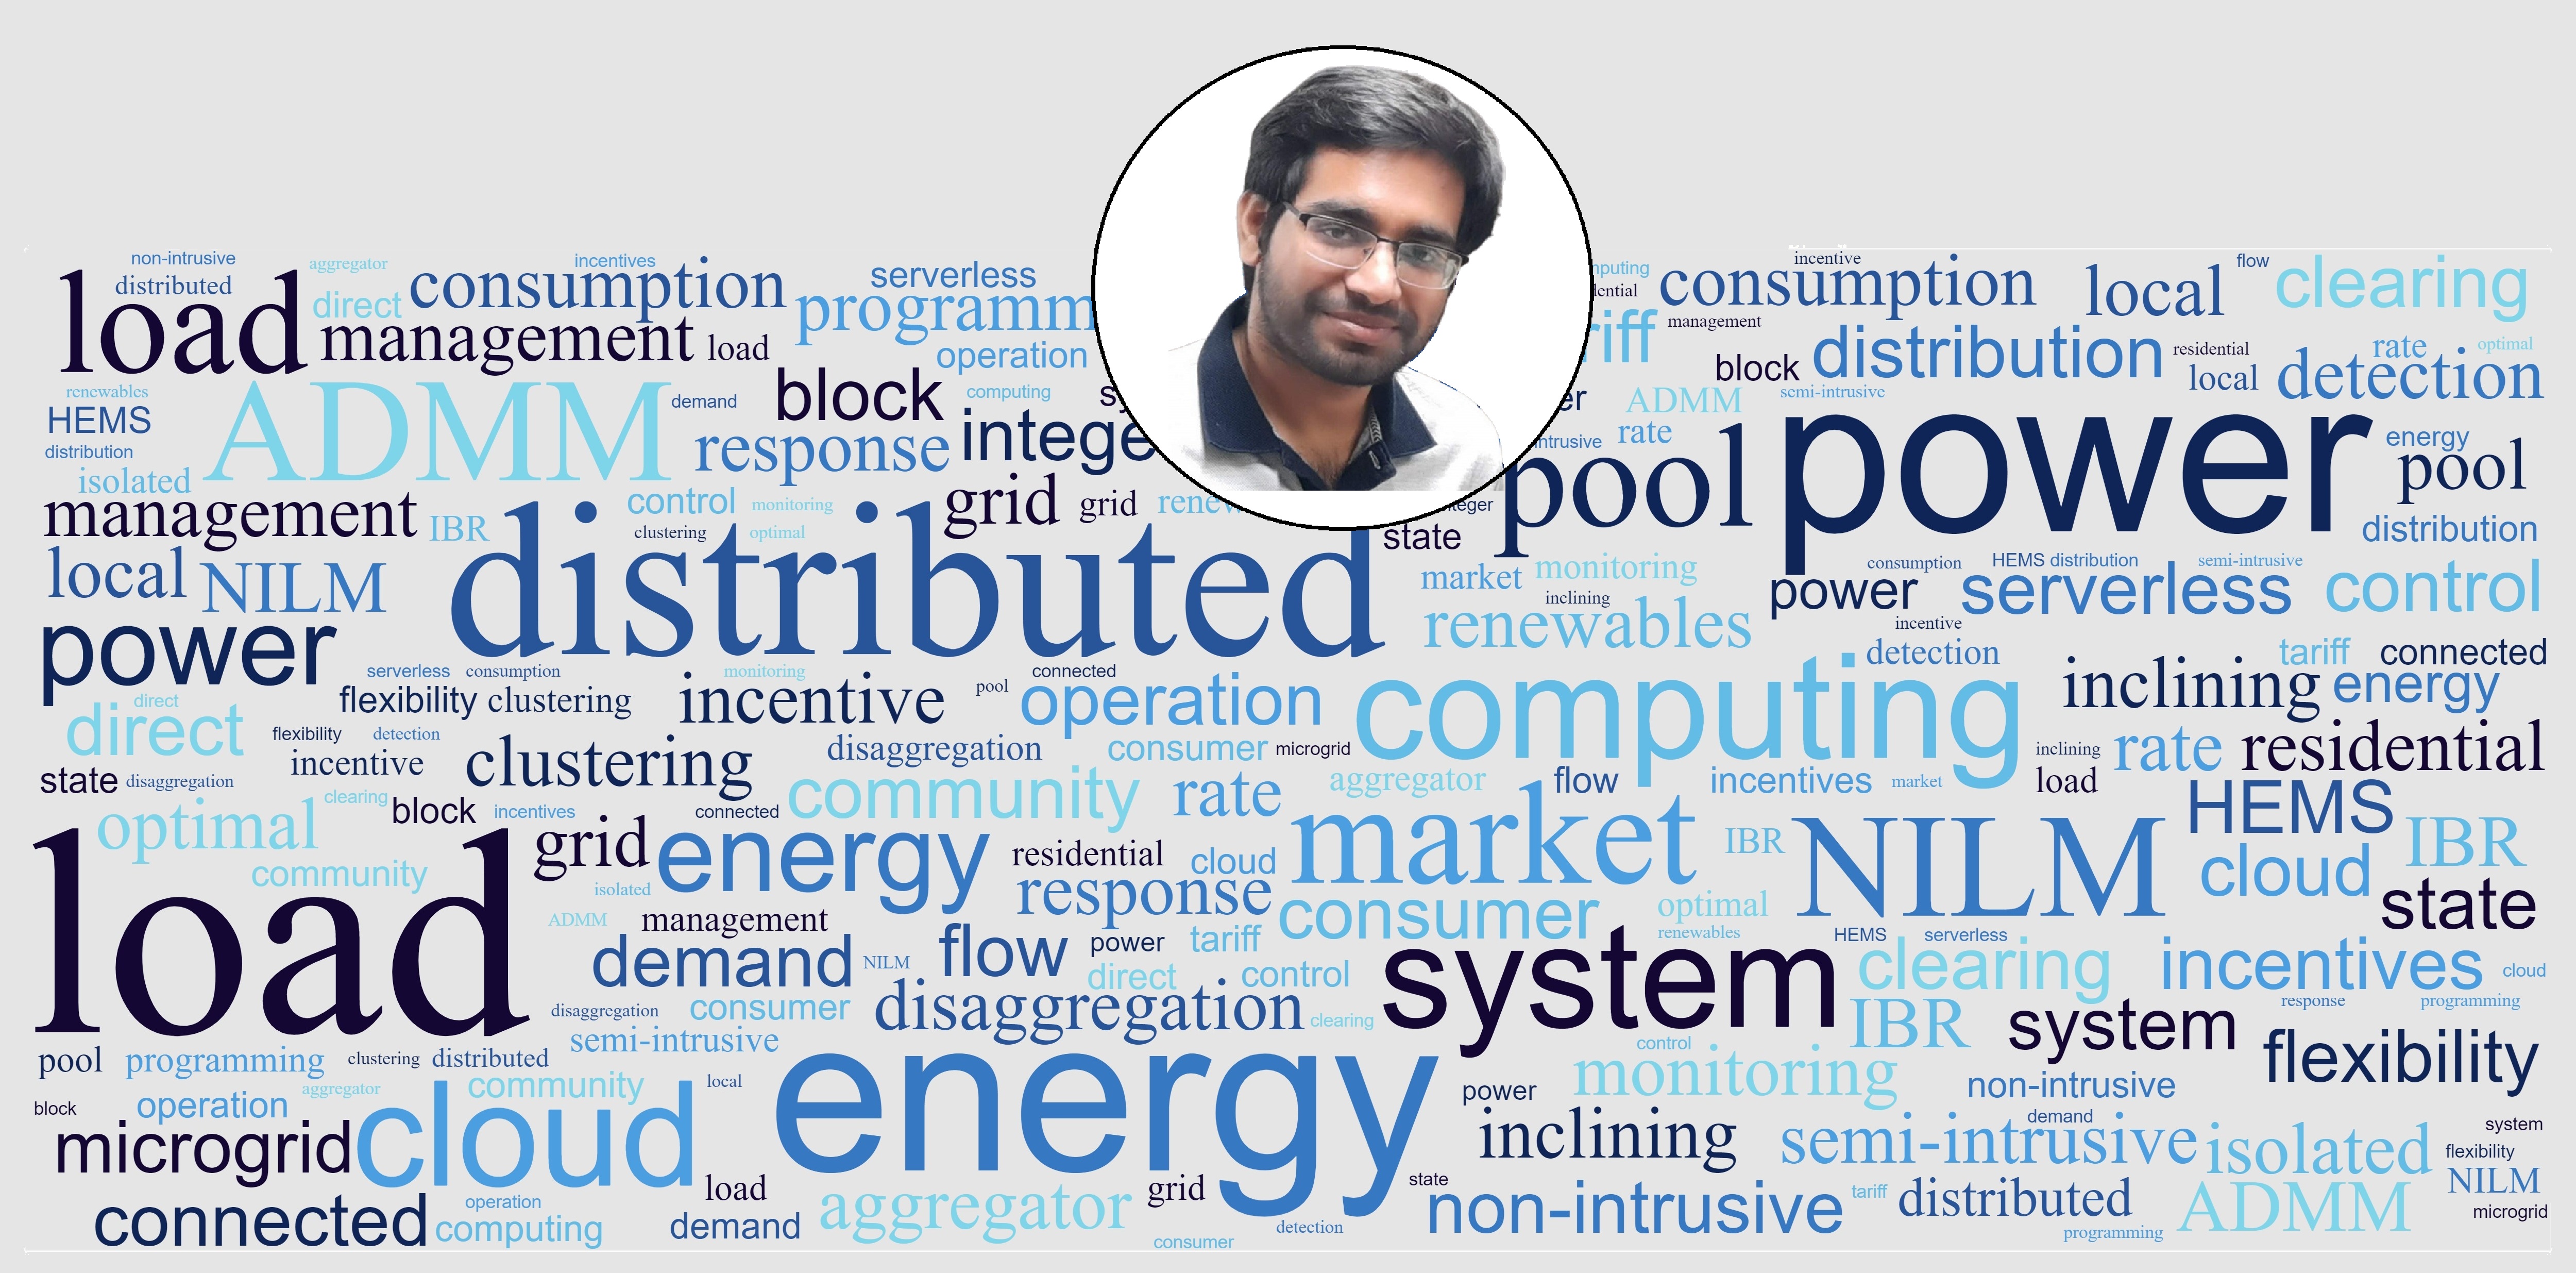 non-intrusive
aggregator
incentives
distributed
load
direct
consumption
serverless
programm
management
load
operation
incentive
flow
consumption
local
clearing
management
block
distribution
residential
rate
optimal
local
detection
renewables
HEMS
ADMM
demand
block
computing
distribution
isolated
response
intege
semi-intrusive
ADMM
rate
intrusive
pool
power
energy
pool
management
IBR
control
monitoring
grid
grid
clustering
optimal
state
distribution
local
NILM
distributed
market
monitoring
inclining
renewables
consumption
HEMS distribution
semi-intrusive
power
serverless
control
incentive
power
serverless
consumption
monitoring
connected
detection
tariff
connected
direct
flexibility
clustering
incentive
pool
operation
computing
inclining
energy
direct
flexibility
detection
incentive
clustering
disaggregation
consumer
microgrid
inclining
rate
residential
state
disaggregation
community
rate
aggregator
flow
incentives
market
load
optimal
clearing
block
incentives
connected
market
HEMS
load
grid
energy
residential
cloud
IBR
NILM
cloud
IBR
community
isolated
response
consumer
optimal
state
ADMM
management
renewables
demand
NILM
flow
power
tariff
system
HEMS
serverless
clearing
incentives
cloud
direct
control
disaggregation
consumer
disaggregation
clearing
IBR
system
response
programming
semi-intrusive
pool
programming
clustering
distributed
energy
control
monitoring
flexibility
aggregator
community
local
power
non-intrusive
block
operation
cloud
inclining
demand
semi-intrusive
isolated
system
flexibility
microgrid
load
grid
state
NILM
connected
operation
computing
demand
aggregator
detection
consumer
non-intrusive
tariff
distributed
ADMM
microgrid
programming